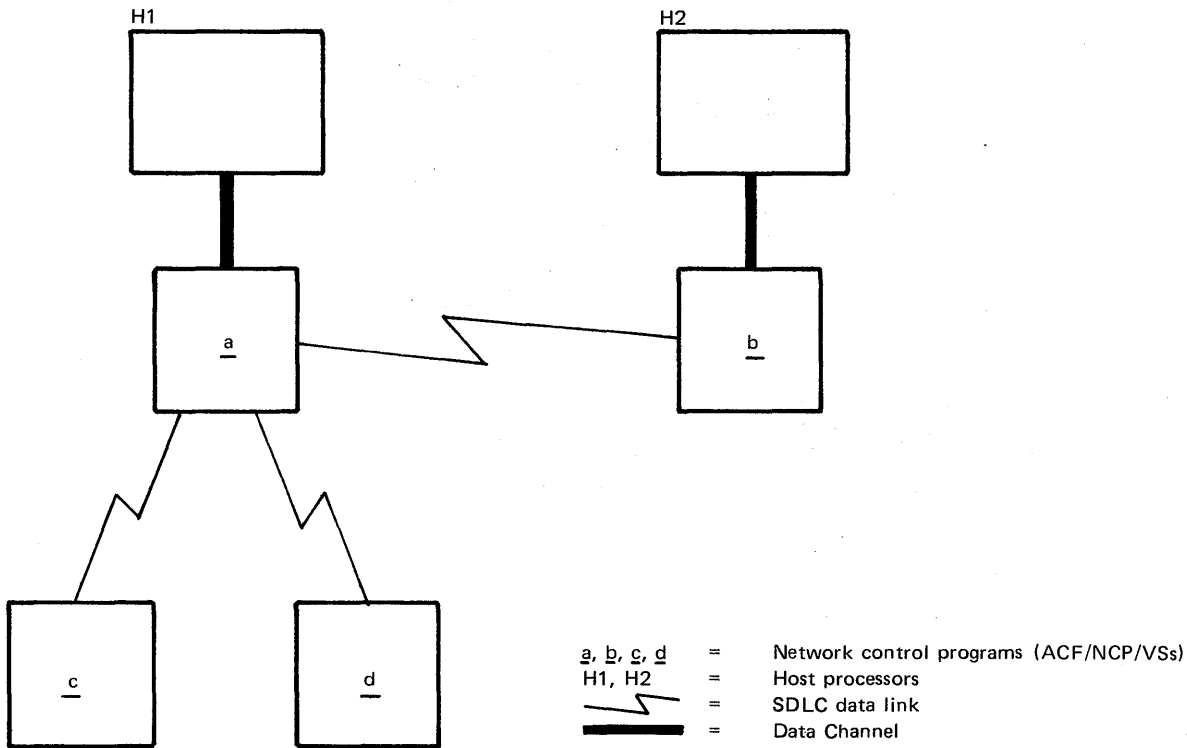 H1 H2
a b
c d
a, b, c, d = Network control programs (ACF/NCP/VSs)
H1, H2 = Host processors
= SDLC data link
= Data Channel